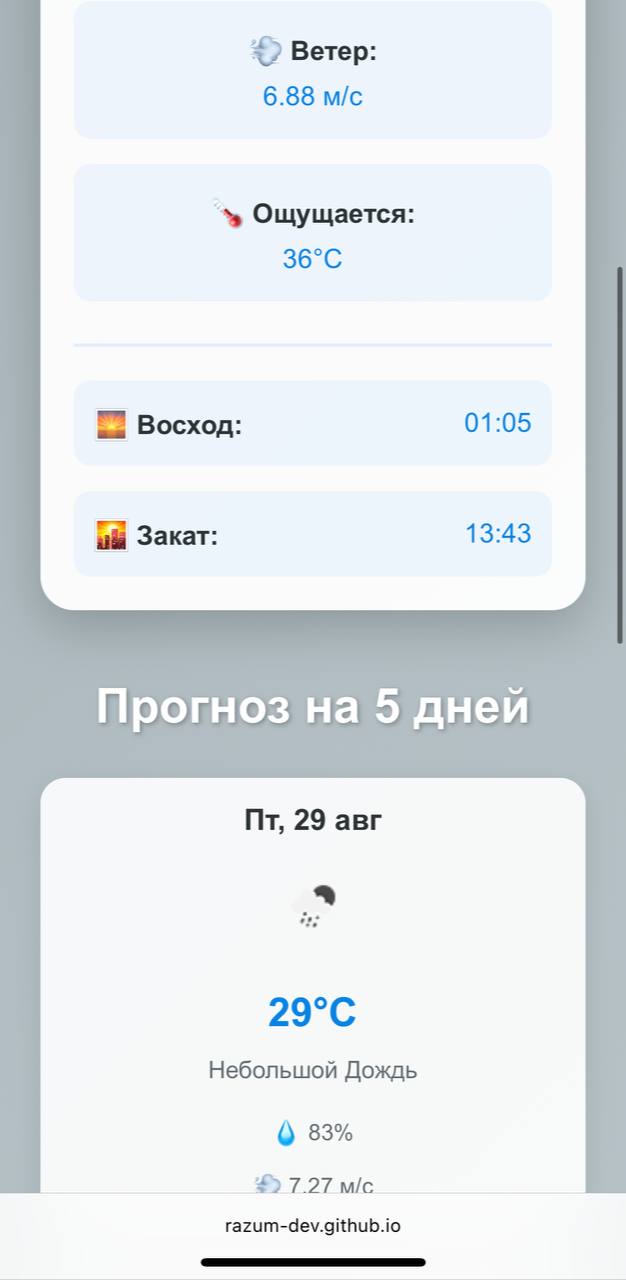 Ветер:
6.88 м/с
Ощущается:
36°C
Восход: 01:05
Закат: 13:43
Прогноз на 5 дней
Пт, 29 авг
29°C
Небольшой Дождь
83%
7.27 м/с
razum-dev.github.io